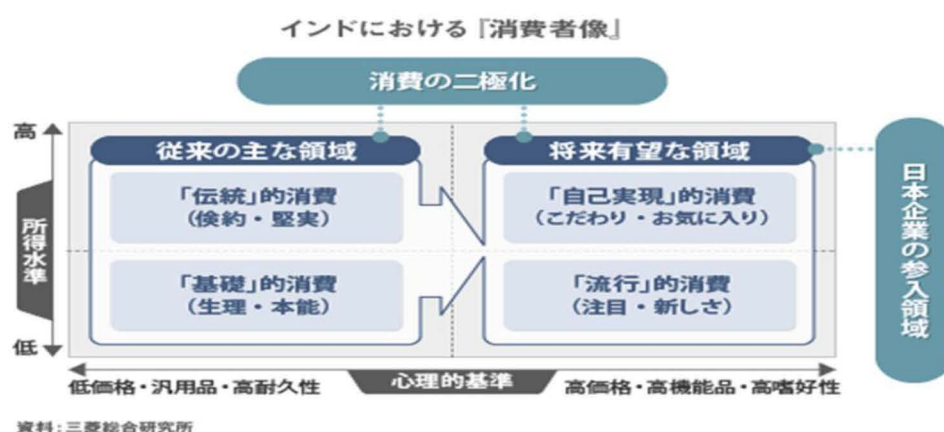 インドにおける『消費者像』
消費の二極化
高
従来の主な領域
将来有望な領域
「伝統」的消費
(倹約・堅実)
「自己実現」的消費
(こだわり・お気に入り)
所得水準
「基礎」的消費
(生理・本能)
「流行」的消費
(注目・新しさ)
低
日本企業の参入領域
低価格・汎用品・高耐久性
心理的基準
高価格・高機能品・高嗜好性
資料:三菱総合研究所